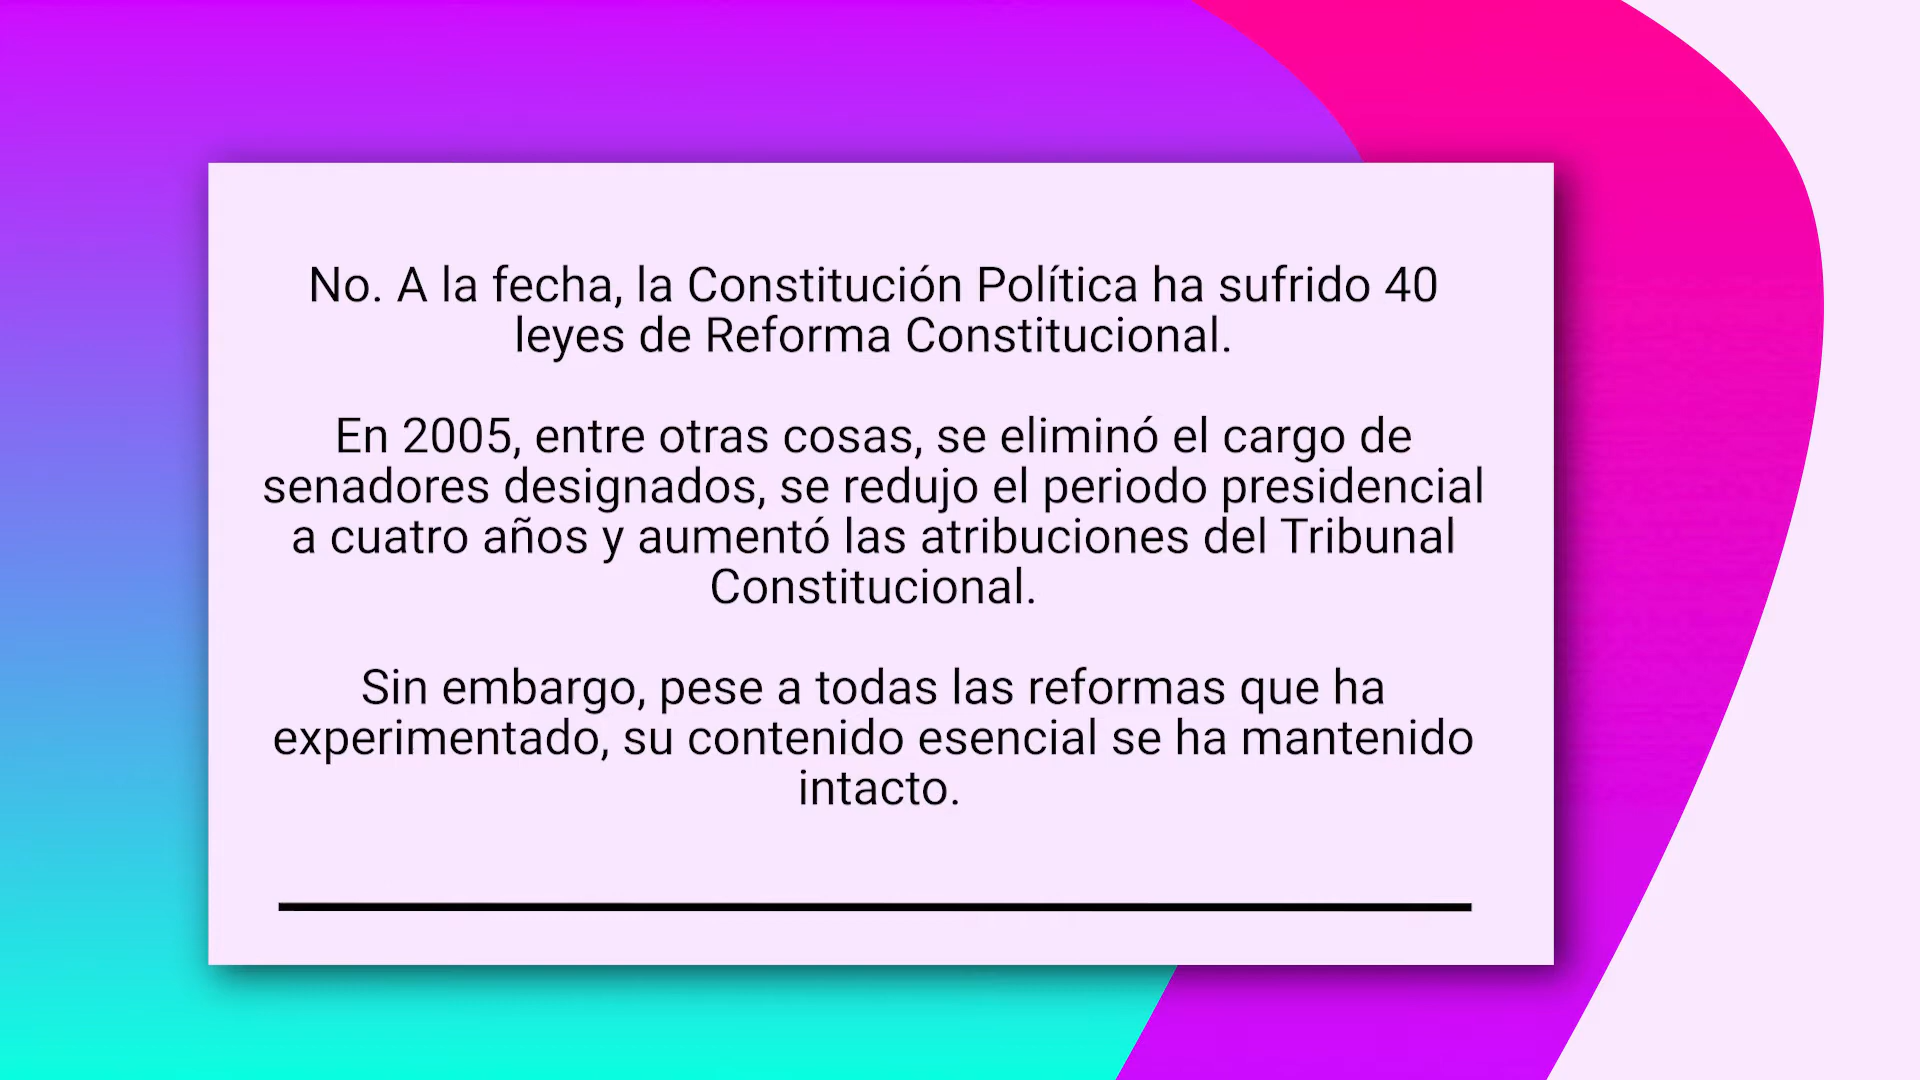 No. A la fecha, la Constitución Política ha sufrido 40
leyes de Reforma Constitucional.
En 2005, entre otras cosas, se eliminó el cargo de
senadores designados, se redujo el periodo presidencial
a cuatro años y aumentó las atribuciones del Tribunal
Constitucional.
Sin embargo, pese a todas las reformas que ha
experimentado, su contenido esencial se ha mantenido
intacto.